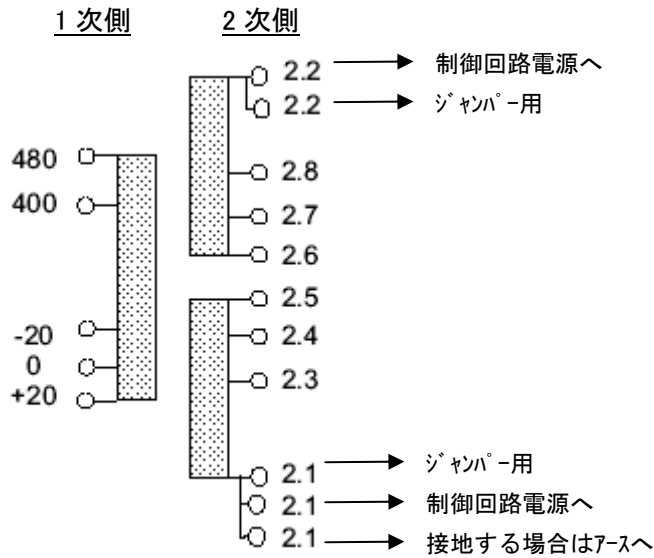 1 次側
2 次側
2.2 制御回路電源へ
2.2 ｼﾞｬﾝﾊﾟｰ用
480
2.8
400
2.7
2.6
2.5
-20
2.4
0
2.3
+20
2.1 ｼﾞｬﾝﾊﾟｰ用
2.1 制御回路電源へ
2.1 接地する場合はｱｰｽへ